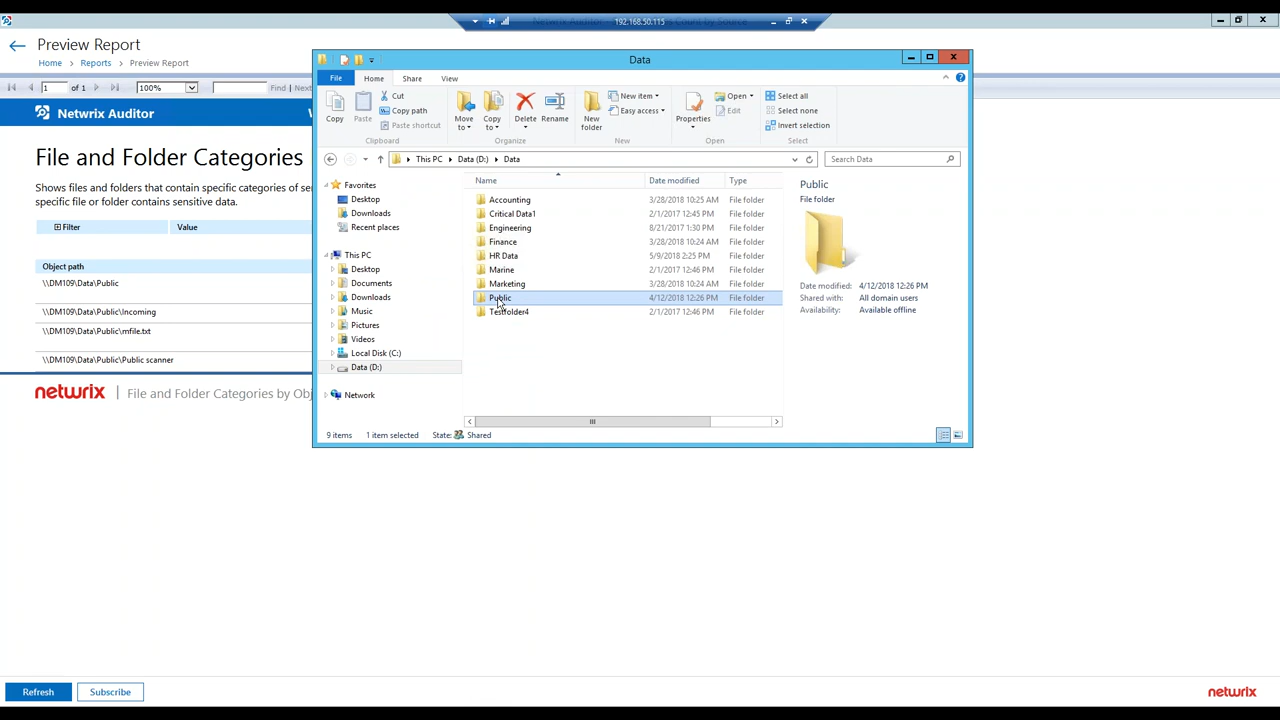 192.168.50.115
Preview Report
Home > Reports > Preview Report
1 of 1 100% Find | Next
Netwrix Auditor
File and Folder Categories
Shows files and folders that contain specific categories of se
specific file or folder contains sensitive data.
Filter Value
Object path
\\DM109\Data\Public
\\DM109\Data\Public\Incoming
\\DM109\Data\Public\mfile.txt
\\DM109\Data\Public\Public scanner
netwrix | File and Folder Categories by Obj
Data
File Home Share View
Copy
Paste
Cut
Copy path
Paste shortcut
Clipboard
Move to
Copy to
Delete
Rename
Organize
New folder
New item
Easy access
New
Properties
Open
Edit
Open
Select all
Select none
Invert selection
Select
This PC Data (D:) Data
Search Data
Favorites
Desktop
Downloads
Recent places
This PC
Desktop
Documents
Downloads
Music
Pictures
Videos
Local Disk (C:)
Data (D:)
Network
Name Date modified Type
Accounting 3/28/2018 10:25 AM File folder
Critical Data1 2/1/2017 12:45 PM File folder
Engineering 8/21/2017 1:30 PM File folder
Finance 3/28/2018 10:24 AM File folder
HR Data 5/9/2018 2:25 PM File folder
Marine 2/1/2017 12:46 PM File folder
Marketing 3/28/2018 10:24 AM File folder
Public 4/12/2018 12:26 PM File folder
Testfolder4 2/1/2017 12:46 PM File folder
Public
File folder
Date modified: 4/12/2018 12:26 PM
Shared with: All domain users
Availability: Available offline
9 items 1 item selected State: Shared
Refresh Subscribe
netwrix